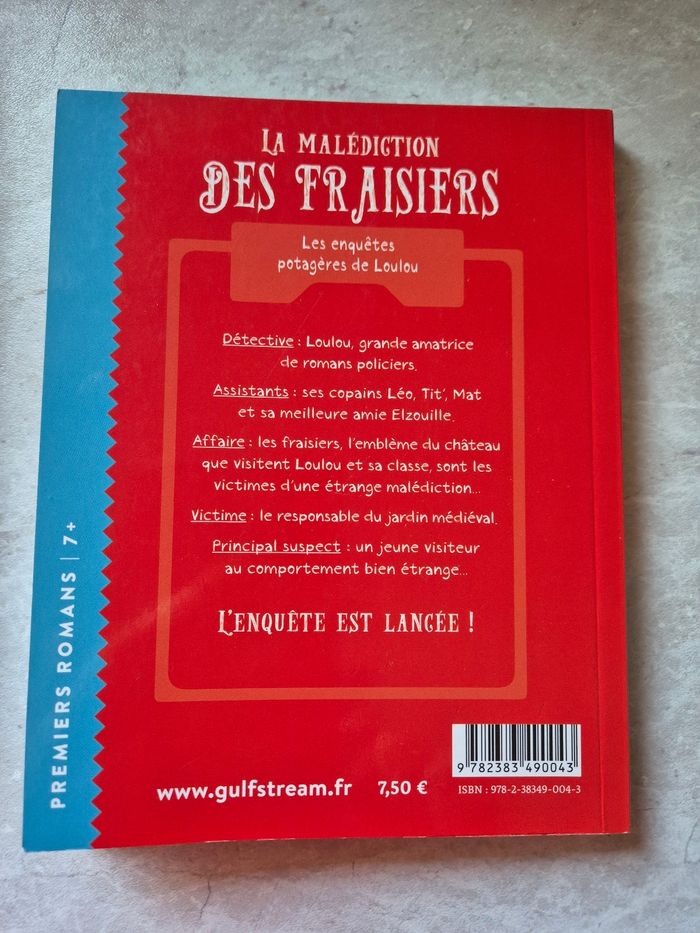 La malédiction
des fraisiers
Les enquêtes
potagères de Loulou
Détective : Loulou, grande amatrice
de romans policiers.
Assistants : ses copains Léo, Tit', Mat
et sa meilleure amie Elzouille.
Affaire : les fraisiers, l'emblème du château
que visitent Loulou et sa classe, sont les
victimes d'une étrange malédiction...
Victime : le responsable du jardin médiéval.
Principal suspect : un jeune visiteur
au comportement bien étrange...
L'enquête est lancée !
PREMIERS ROMANS | 7+
www.gulfstream.fr 7,50 €
9 782383 490043
ISBN : 978-2-38349-004-3